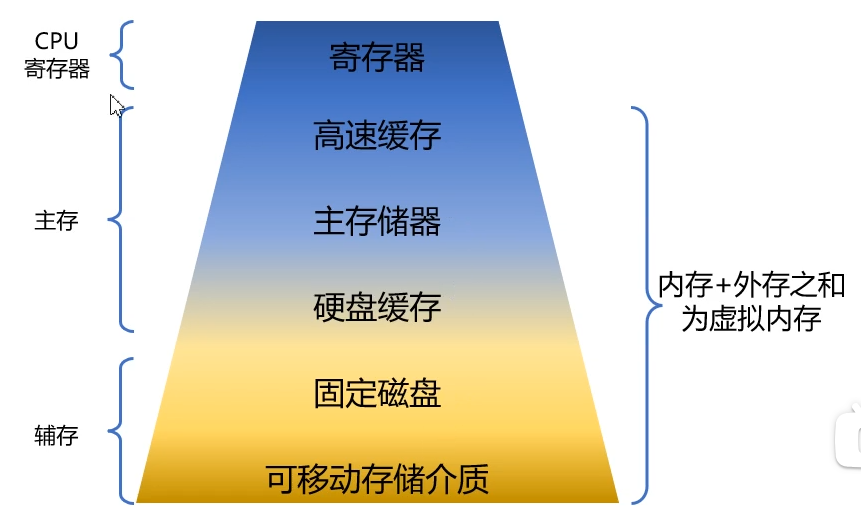 CPU
寄存器
寄存器
高速缓存
主存
主存储器
硬盘缓存
内存+外存之和
为虚拟内存
固定磁盘
辅存
可移动存储介质